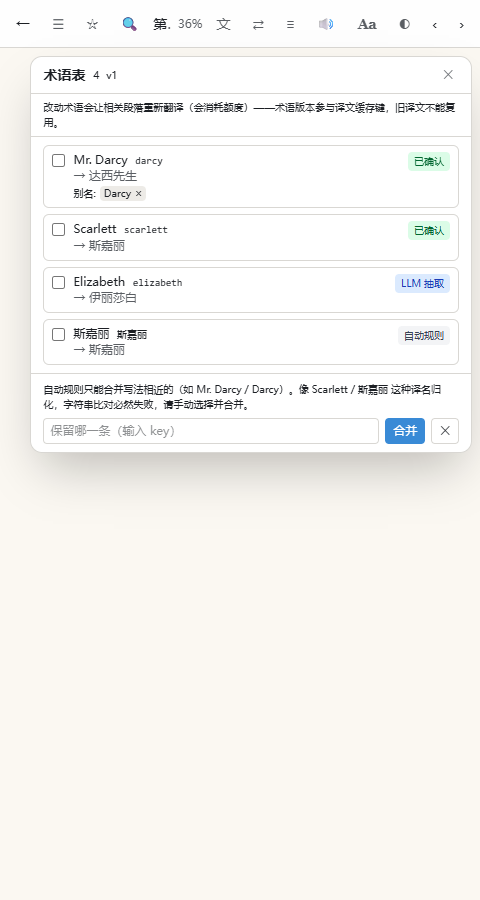 ← ☰ ☆ 🔍 第. 36% 文 ⇄ ≡ 🔊 Aa ◐ ‹ ›
术语表 4 v1 ×
改动术语会让相关段落重新翻译（会消耗额度）——术语版本参与译文缓存键，旧译文不能复
用。
Mr. Darcy darcy 已确认
→ 达西先生
别名: Darcy ×
Scarlett scarlett 已确认
→ 斯嘉丽
Elizabeth elizabeth LLM 抽取
→ 伊丽莎白
斯嘉丽 斯嘉丽 自动规则
→ 斯嘉丽
自动规则只能合并写法相近的（如 Mr. Darcy / Darcy）。像 Scarlett / 斯嘉丽 这种译名归
化，字符串比对必然失败，请手动选择并合并。
保留哪一条（输入 key） 合并 ×